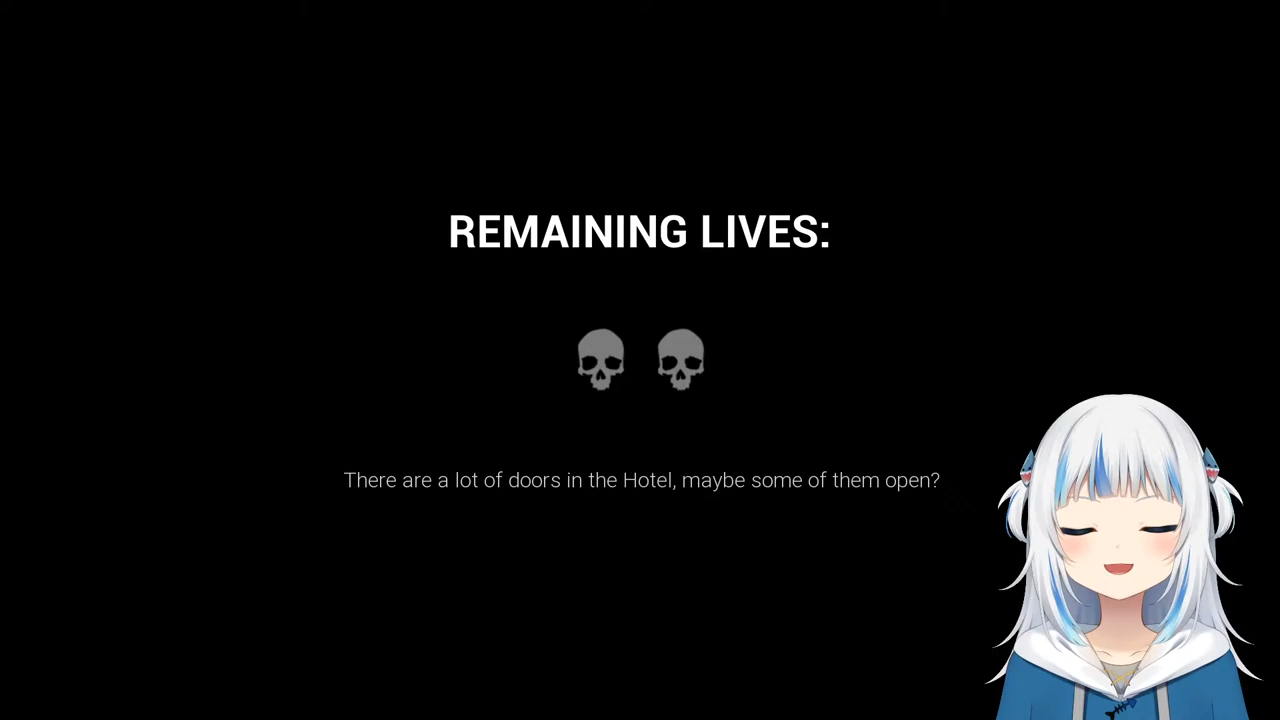 REMAINING LIVES:
There are a lot of doors in the Hotel, maybe some of them open?